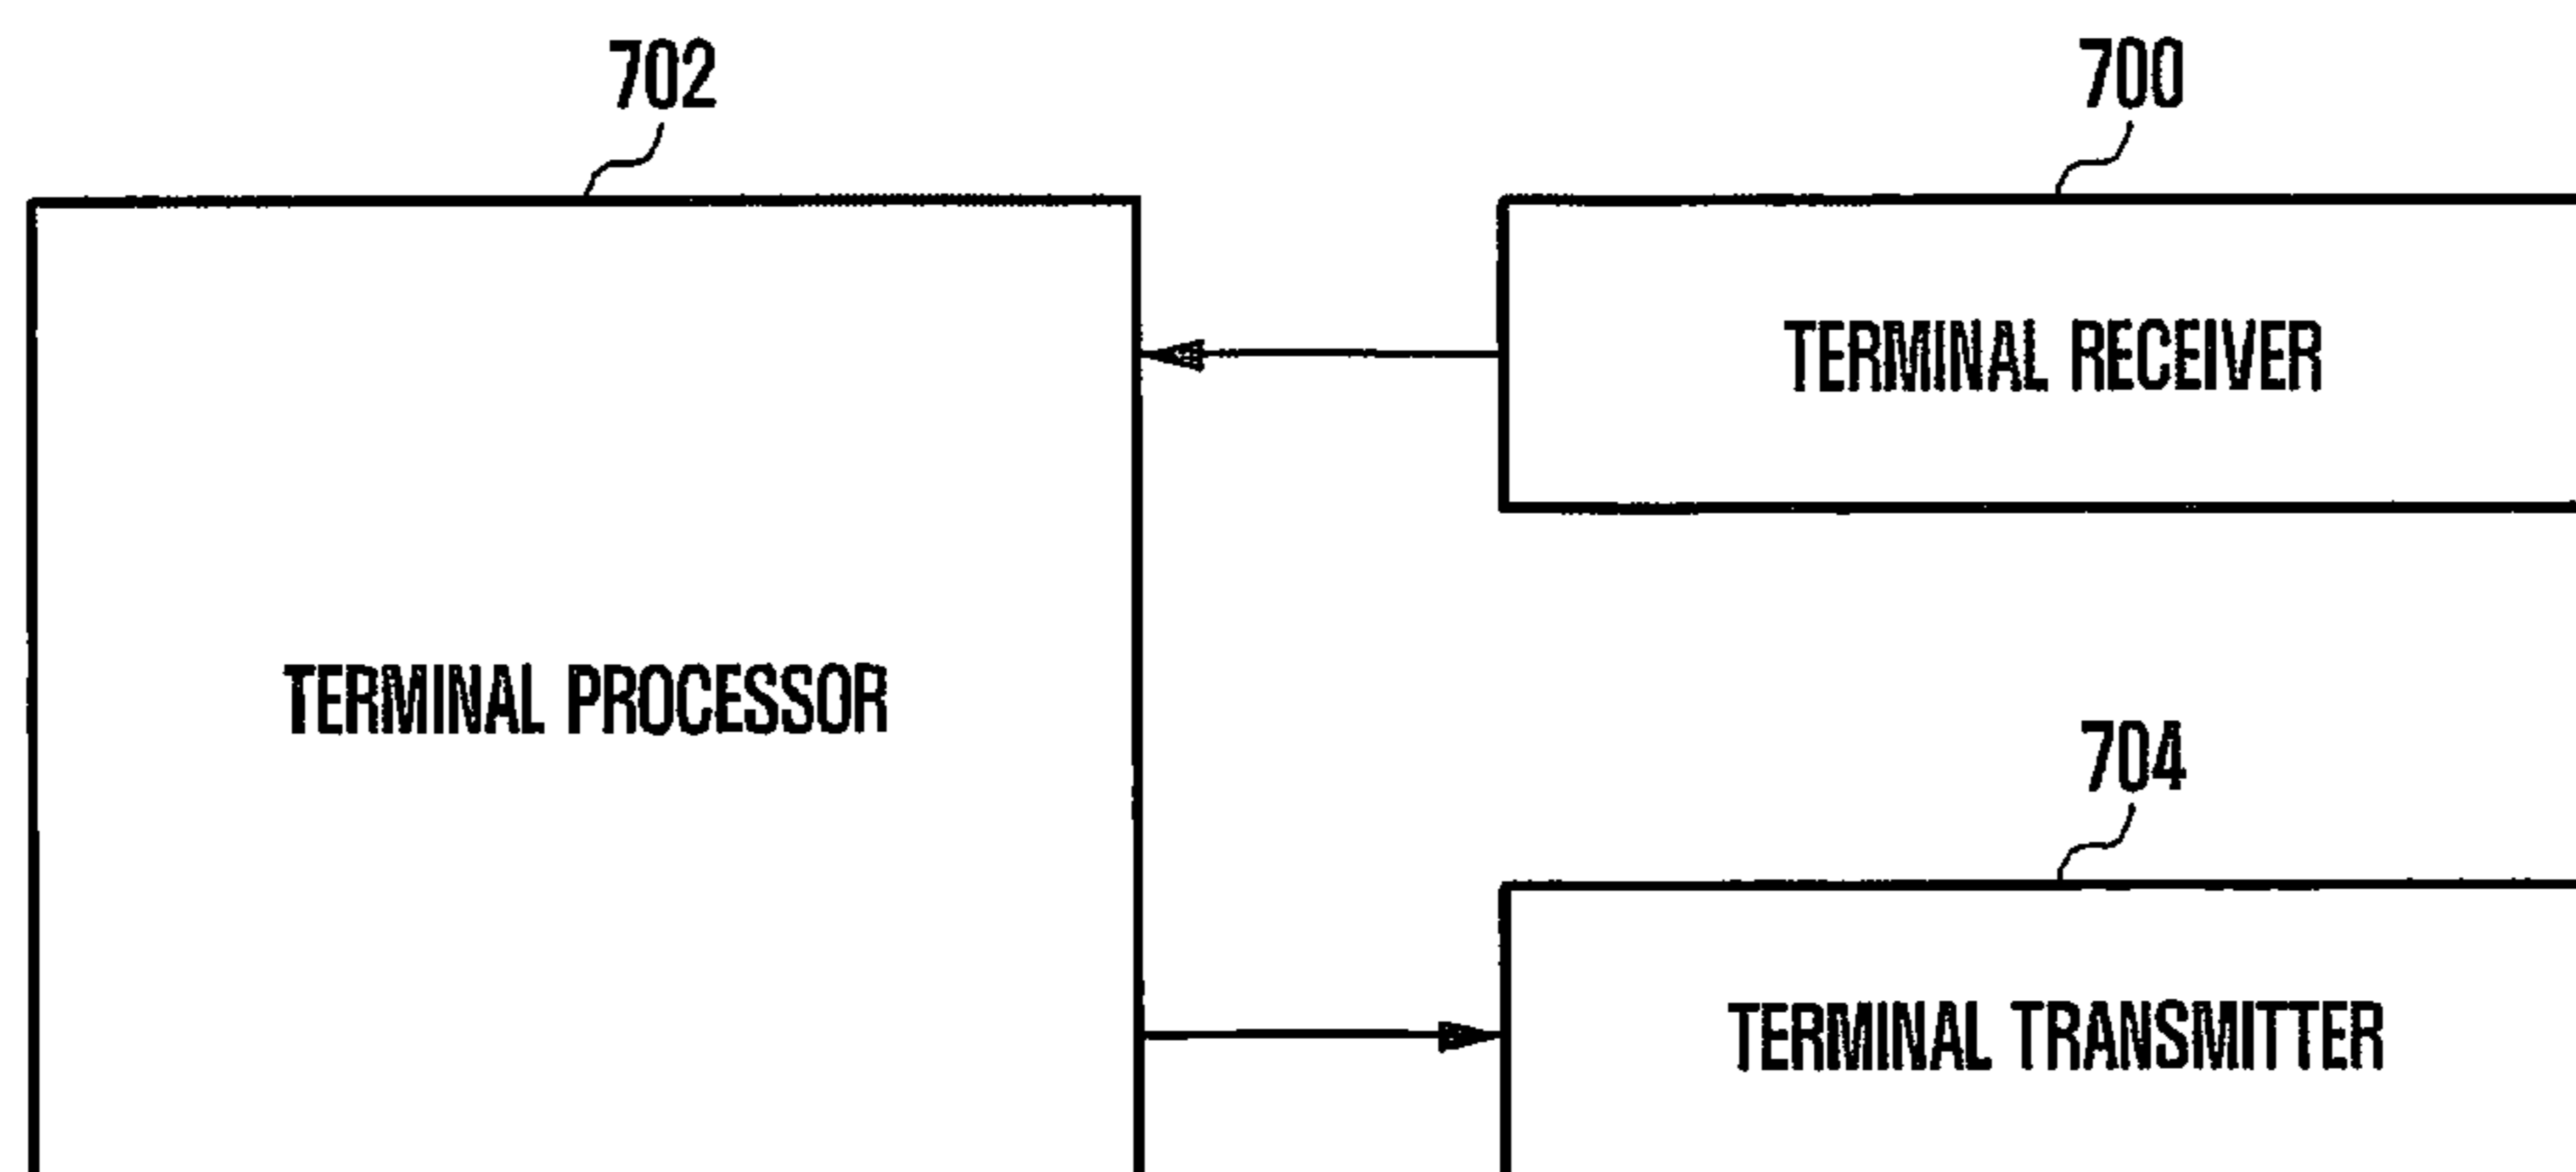 702
700
TERMINAL RECEIVER
TERMINAL PROCESSOR
704
TERMINAL TRANSMITTER